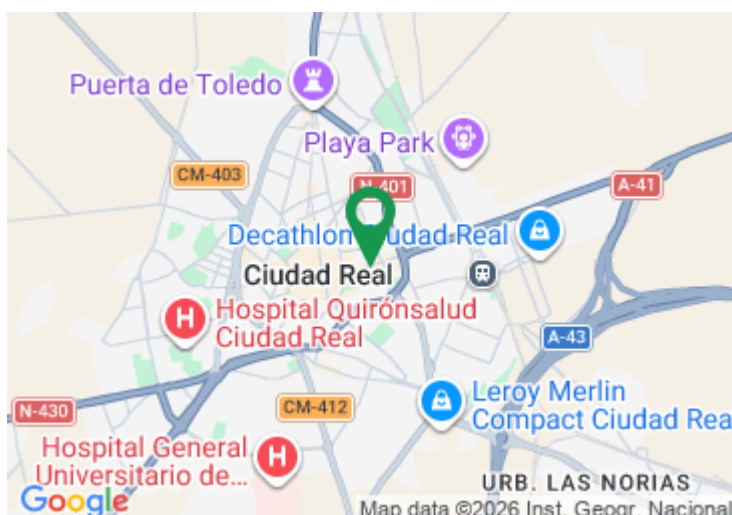 Puerta de Toledo
Playa Park
CM-403
N-401
A-41
Decathlon Ciudad Real
Ciudad Real
H
Hospital Quirónsalud
Ciudad Real
A-43
N-430
CM-412
Leroy Merlin
Compact Ciudad Rea
Hospital General
Universitario de...
H
URB. LAS NORIAS
Google
Map data ©2026 Inst. Geogr. Nacional